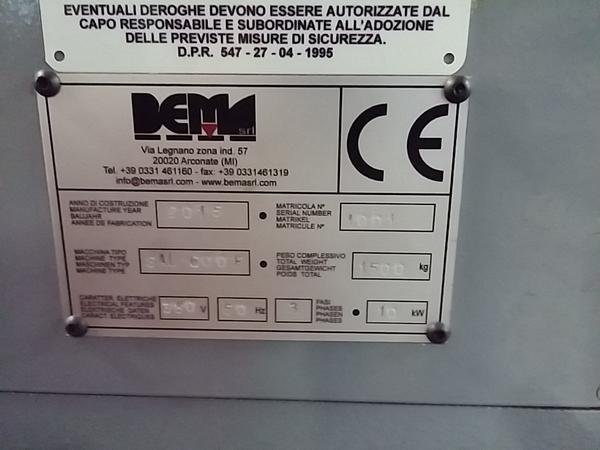 EVENTUALI DEROGHE DEVONO ESSERE AUTORIZZATE DAL
CAPO RESPONSABILE E SUBORDINATE ALL'ADOZIONE
DELLE PREVISTE MISURE DI SICUREZZA.
D.P.R. 547 - 27 - 04 - 1995
BEMA srl
CE
Via Legnano zona ind. 57
20020 Arconate (MI)
Tel. +39 0331 461160 - fax: +39 0331461319
info@bemasrl.com - www.bemasrl.com
ANNO DI COSTRUZIONE
MANUFACTURE YEAR
BAUJAHR
ANNEE DE FABRICATION
2015
MATRICOLA N°
SERIAL NUMBER
MATRIKEL
MATRICULE N°
1001
MACCHINA TIPO
MACHINE TYPE
MASCHINEN TYP
MACHINE TYPE
PESO COMPLESSIVO
TOTAL WEIGHT
GESAMTGEWICHT
POIDS TOTAL
1500 kg
CARATTER. ELETTRICHE
ELECTRICAL FEATURES
ELEKTRISCHE DATEN
CARACT. ELECTRIQUES
380 V
50 Hz
3
FASI
PHASES
PHASEN
PHASES
10 kW